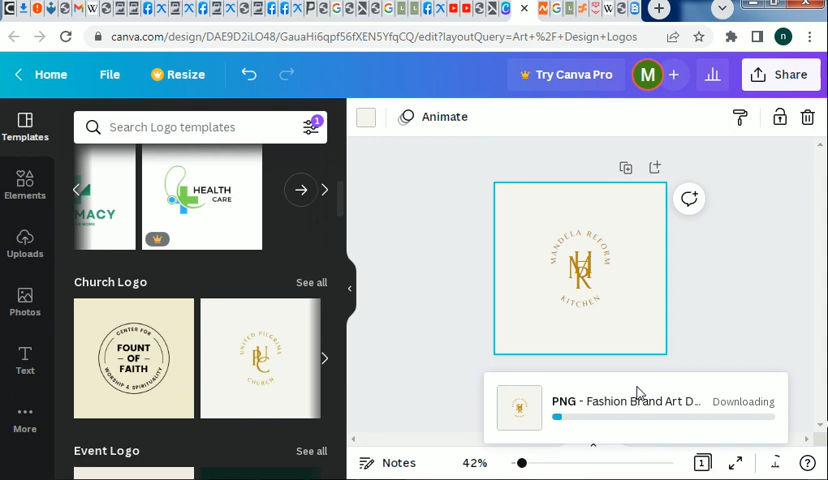 canva.com/design/DAE9D2iLO48/GauaHi6qpf56fXEN5YfqCQ/edit?layoutQuery=Art+%2F+Design+Logos
n
Home
File
Resize
Try Canva Pro
M
+
Share
Templates
Elements
Uploads
Photos
Text
More
Search Logo templates
1
MACY
HEALTH
CARE
Church Logo
See all
CENTER FOR
FOUNT
OF
FAITH
WORSHIP & SPIRITUALITY
UNITED PILGRIMS
CHURCH
Event Logo
See all
Animate
MANDELA REFORM
KITCHEN
PNG - Fashion Brand Art D...
Downloading
Notes
42%
1